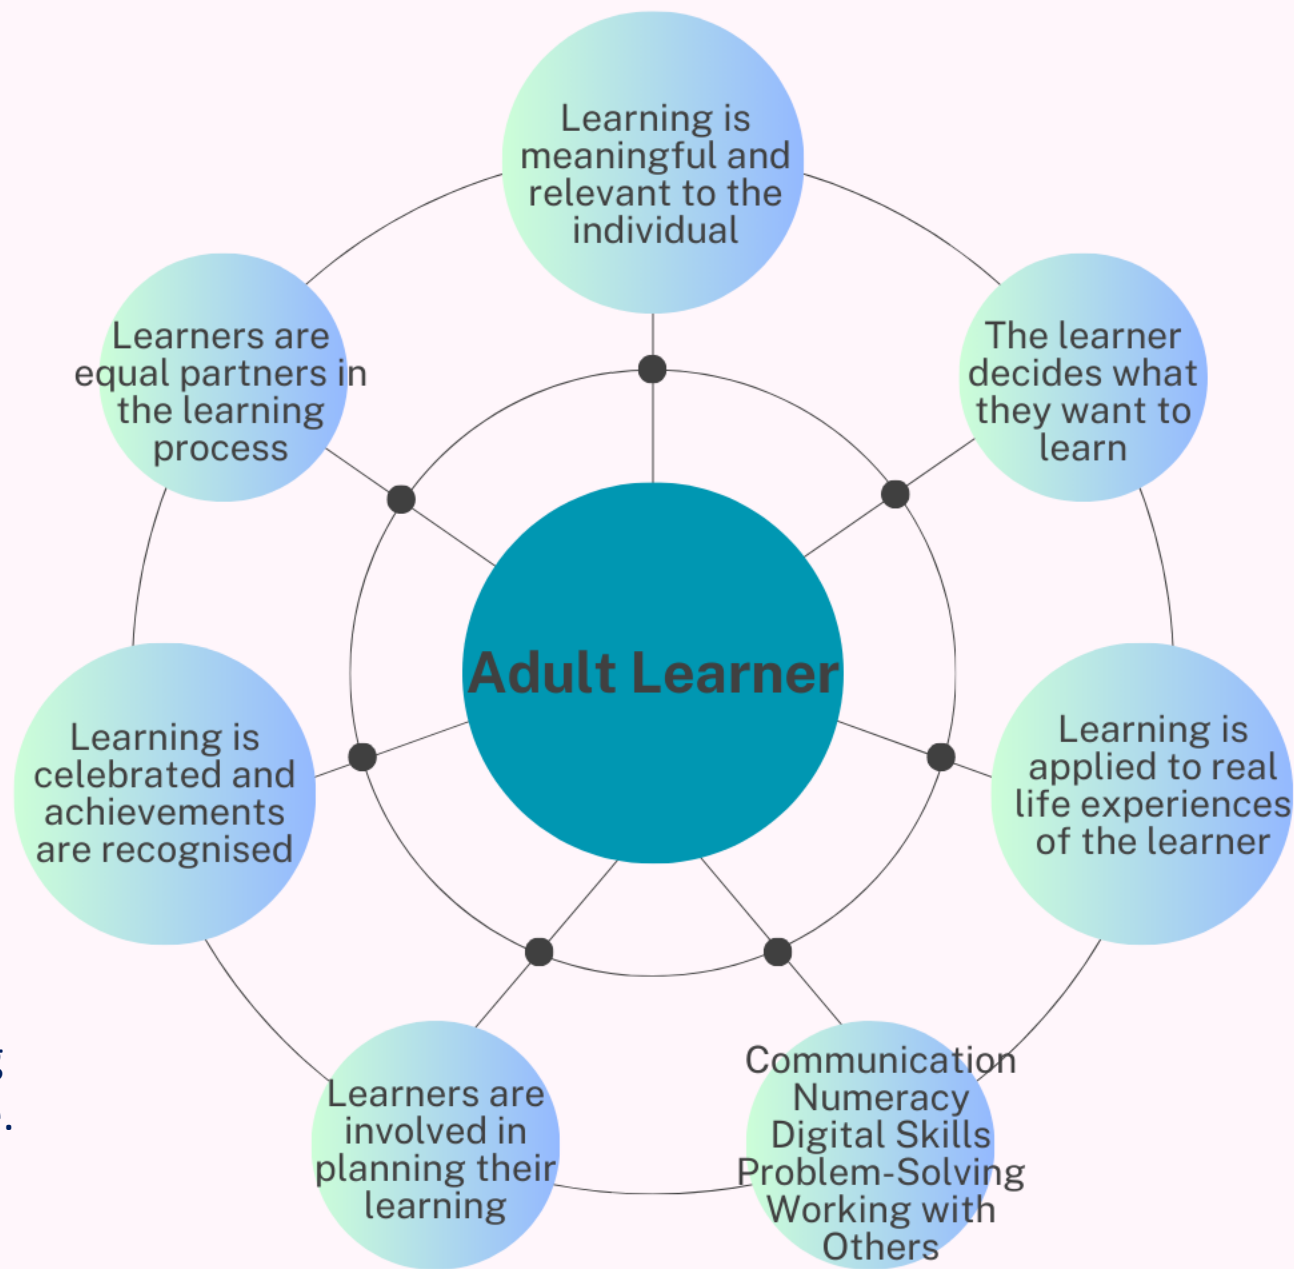 Learning is
meaningful and
relevant to the
individual
The learner
decides what
they want to
learn
Learning is
applied to real
life experiences
of the learner
Communication
Numeracy
Digital Skills
Problem-Solving
Working with
Others
Learners are
involved in
planning their
learning
Learning is
celebrated and
achievements
are recognised
Learners are
equal partners in
the learning
process
Adult Learner